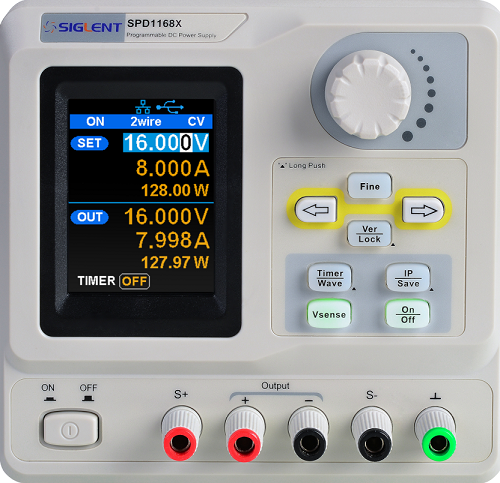 SIGLENT
SPD1168X
Programmable DC Power Supply
ON 2wire CV
SET 16.000V
8.000A
128.00W
OUT 16.000V
7.998A
127.97W
TIMER OFF
"▲" Long Push
Fine
Ver
Lock
Timer
Wave
IP
Save
Vsense
On
Off
ON OFF
S+
Output
+ −
S-